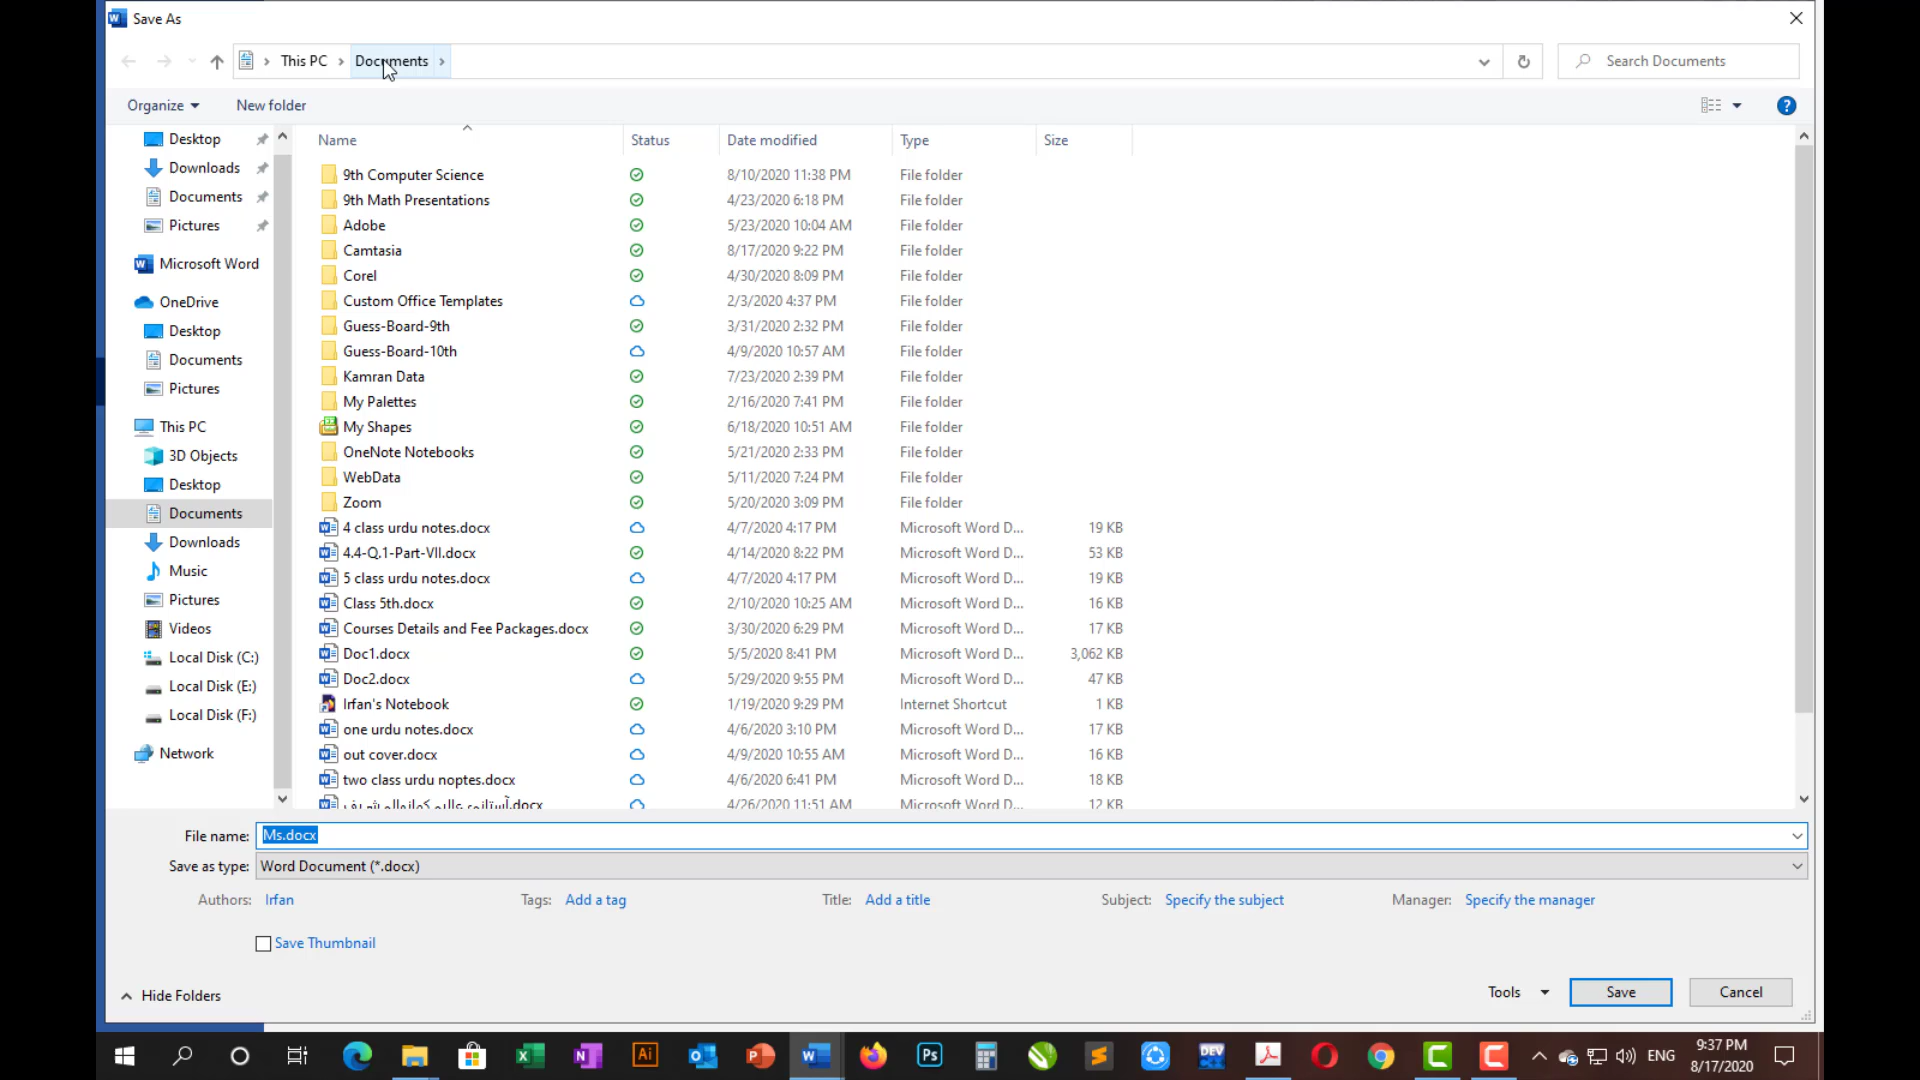 Save As
This PC
Documents
Search Documents
Organize
New folder
Name Status Date modified Type Size
Desktop
Downloads
Documents
Pictures
Microsoft Word
OneDrive
Desktop
Documents
Pictures
This PC
3D Objects
Desktop
Documents
Downloads
Music
Pictures
Videos
Local Disk (C:)
Local Disk (E:)
Local Disk (F:)
Network
9th Computer Science 8/10/2020 11:38 PM File folder
9th Math Presentations 4/23/2020 6:18 PM File folder
Adobe 5/23/2020 10:04 AM File folder
Camtasia 8/17/2020 9:22 PM File folder
Corel 4/30/2020 8:09 PM File folder
Custom Office Templates 2/3/2020 4:37 PM File folder
Guess-Board-9th 3/31/2020 2:32 PM File folder
Guess-Board-10th 4/9/2020 10:57 AM File folder
Kamran Data 7/23/2020 2:39 PM File folder
My Palettes 2/16/2020 7:41 PM File folder
My Shapes 6/18/2020 10:51 AM File folder
OneNote Notebooks 5/21/2020 2:33 PM File folder
WebData 5/11/2020 7:24 PM File folder
Zoom 5/20/2020 3:09 PM File folder
4 class urdu notes.docx 4/7/2020 4:17 PM Microsoft Word D... 19 KB
4.4-Q.1-Part-VII.docx 4/14/2020 8:22 PM Microsoft Word D... 53 KB
5 class urdu notes.docx 4/7/2020 4:17 PM Microsoft Word D... 19 KB
Class 5th.docx 2/10/2020 10:25 AM Microsoft Word D... 16 KB
Courses Details and Fee Packages.docx 3/30/2020 6:29 PM Microsoft Word D... 17 KB
Doc1.docx 5/5/2020 8:41 PM Microsoft Word D... 3,062 KB
Doc2.docx 5/29/2020 9:55 PM Microsoft Word D... 47 KB
Irfan's Notebook 1/19/2020 9:29 PM Internet Shortcut 1 KB
one urdu notes.docx 4/6/2020 3:10 PM Microsoft Word D... 17 KB
out cover.docx 4/9/2020 10:55 AM Microsoft Word D... 16 KB
two class urdu noptes.docx 4/6/2020 6:41 PM Microsoft Word D... 18 KB
.docx 4/26/2020 11:51 AM Microsoft Word D... 12 KB
File name: Ms.docx
Save as type: Word Document (*.docx)
Authors: Irfan Tags: Add a tag Title: Add a title Subject: Specify the subject Manager: Specify the manager
Save Thumbnail
Hide Folders
Tools
Save
Cancel
ENG
9:37 PM
8/17/2020